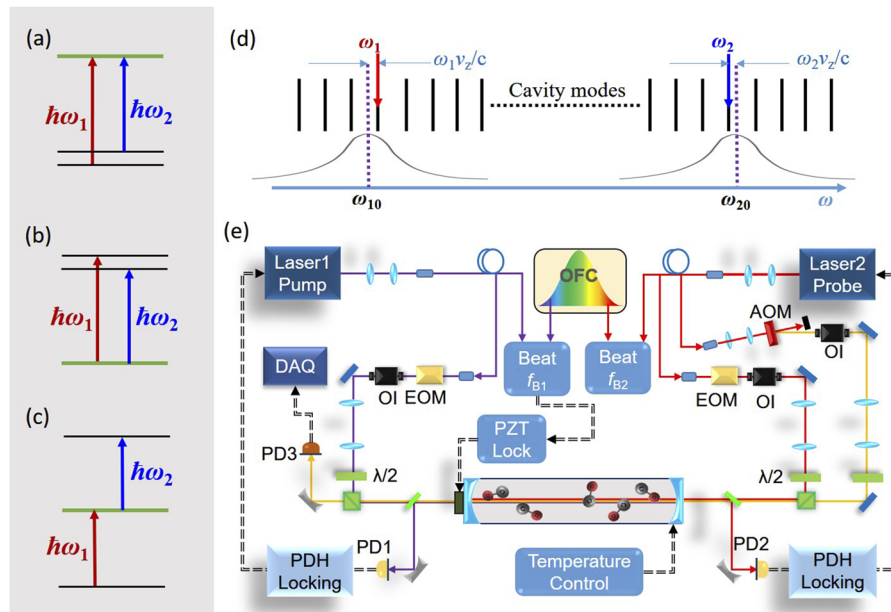 (a)
ħω1
ħω2
(b)
ħω1
ħω2
(c)
ħω2
ħω1
(d)
ω1
ω1vz/c
ω2
ω2vz/c
Cavity modes
ω10
ω20
ω
(e)
Laser1
Pump
OFC
Laser2
Probe
AOM
OI
DAQ
OI
EOM
Beat
fB1
Beat
fB2
EOM
OI
PZT
Lock
PD3
λ/2
λ/2
PD1
PDH
Locking
Temperature
Control
PD2
PDH
Locking